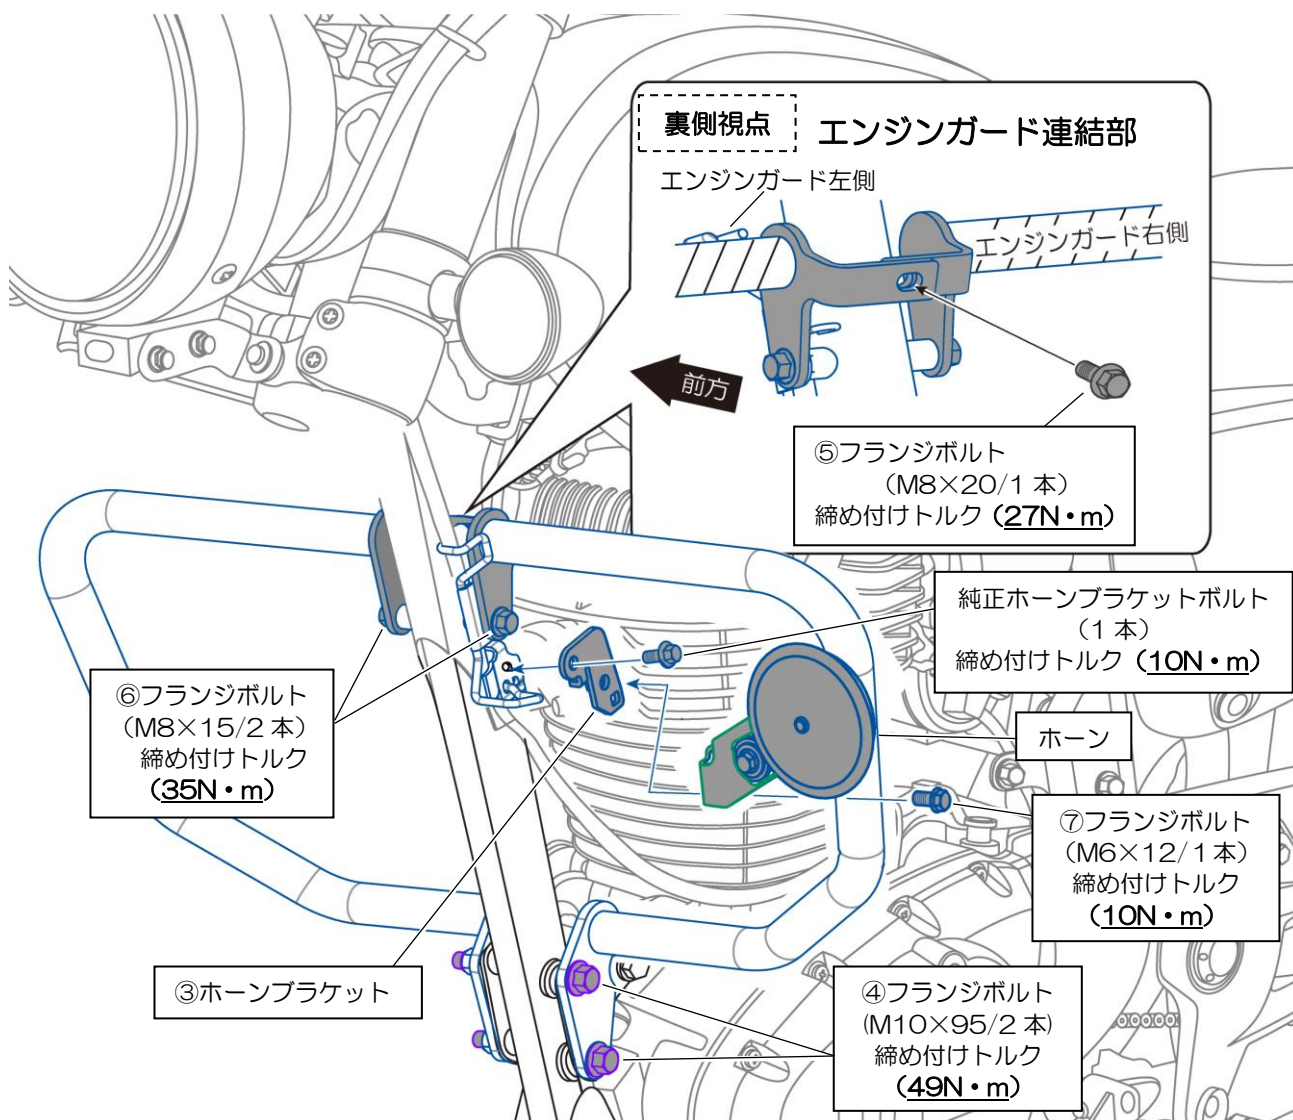 裏側視点
エンジンガード連結部
エンジンガード左側
エンジンガード右側
前方
⑤フランジボルト
（M8×20/1 本）
締め付けトルク（27N・m）
純正ホーンブラケットボルト
（1 本）
締め付けトルク（10N・m）
⑥フランジボルト
（M8×15/2 本）
締め付けトルク
（35N・m）
ホーン
⑦フランジボルト
（M6×12/1 本）
締め付けトルク
（10N・m）
③ホーンブラケット
④フランジボルト
(M10×95/2 本)
締め付けトルク
（49N・m）